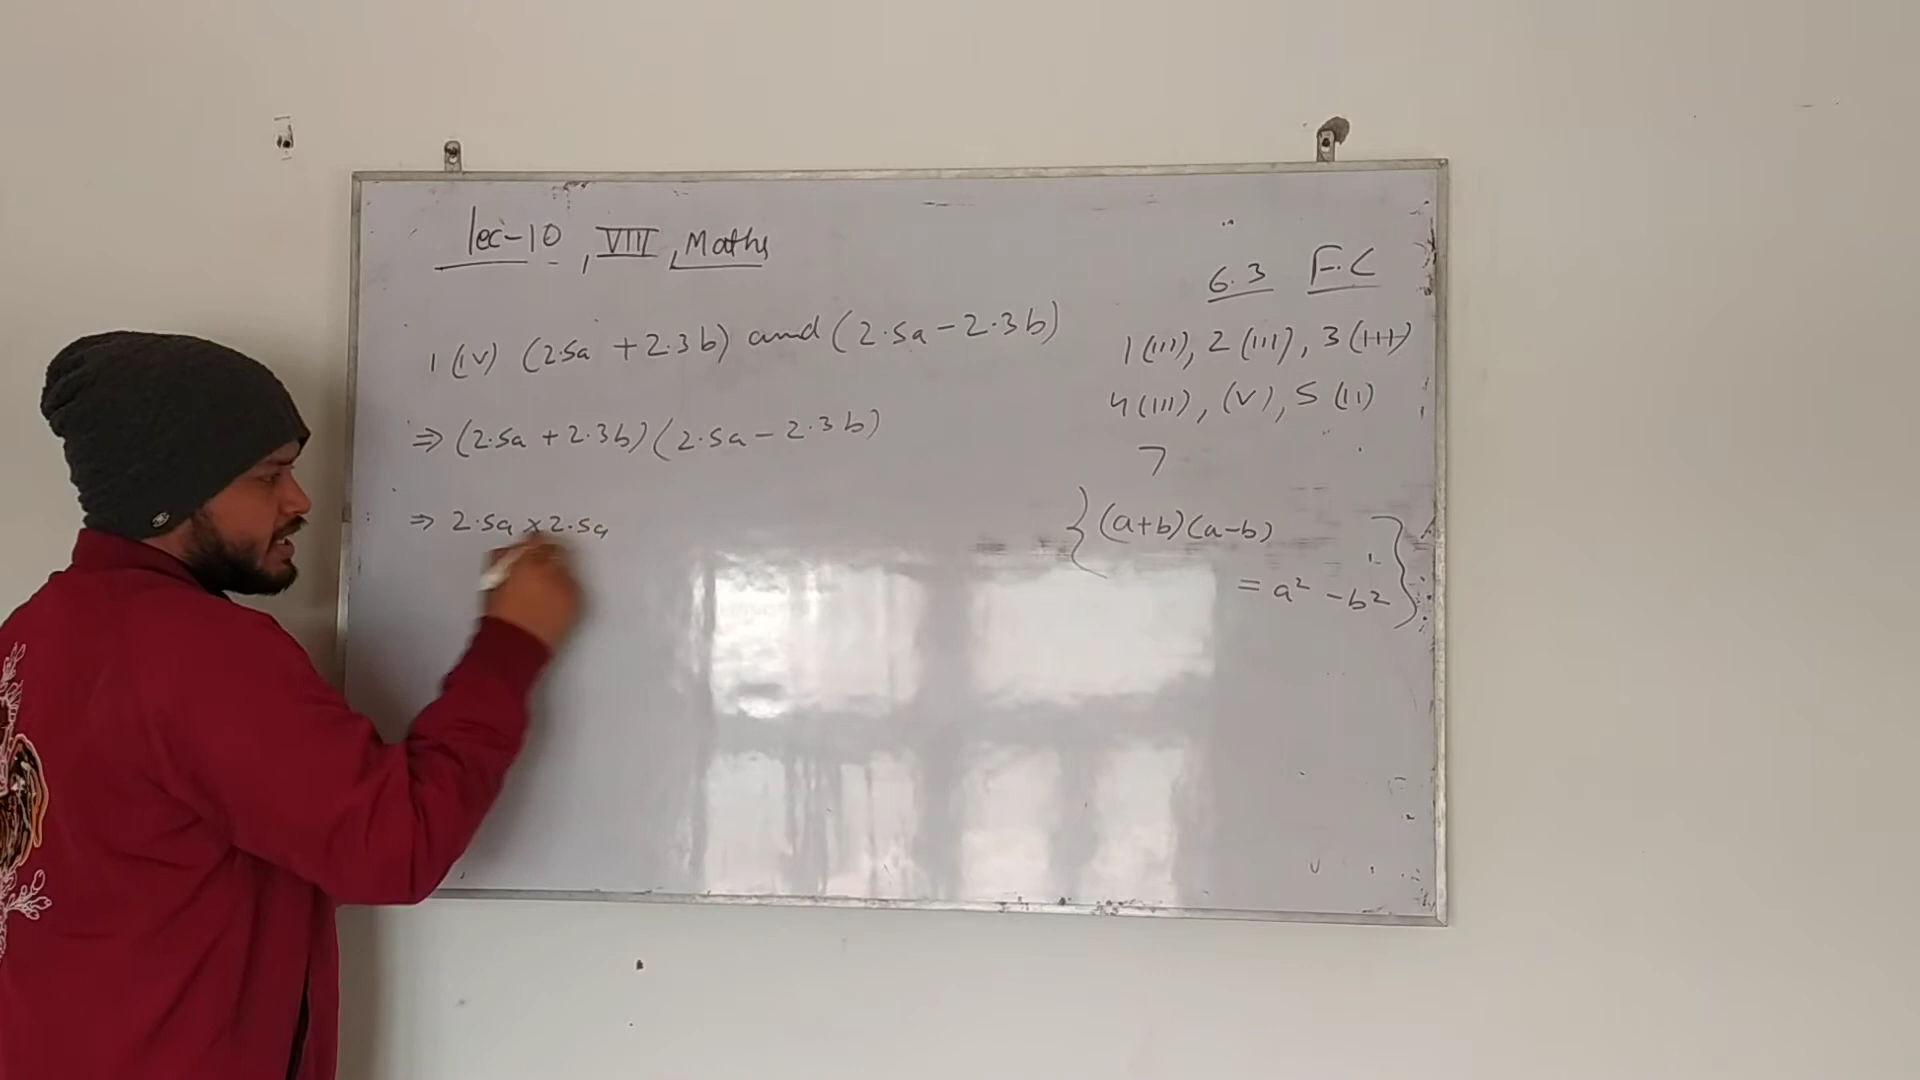 lec-10, VIII, Maths
6.3 F.C
1 (iv) (2.5a + 2.3b) and (2.5a - 2.3b)
1 (iii), 2 (iii), 3 (iii)
4 (iii), (v), 5 (ii)
7
⇒ (2.5a + 2.3b) (2.5a - 2.3b)
⇒ 2.5a × 2.5a
{(a+b)(a-b)
= a² - b²}